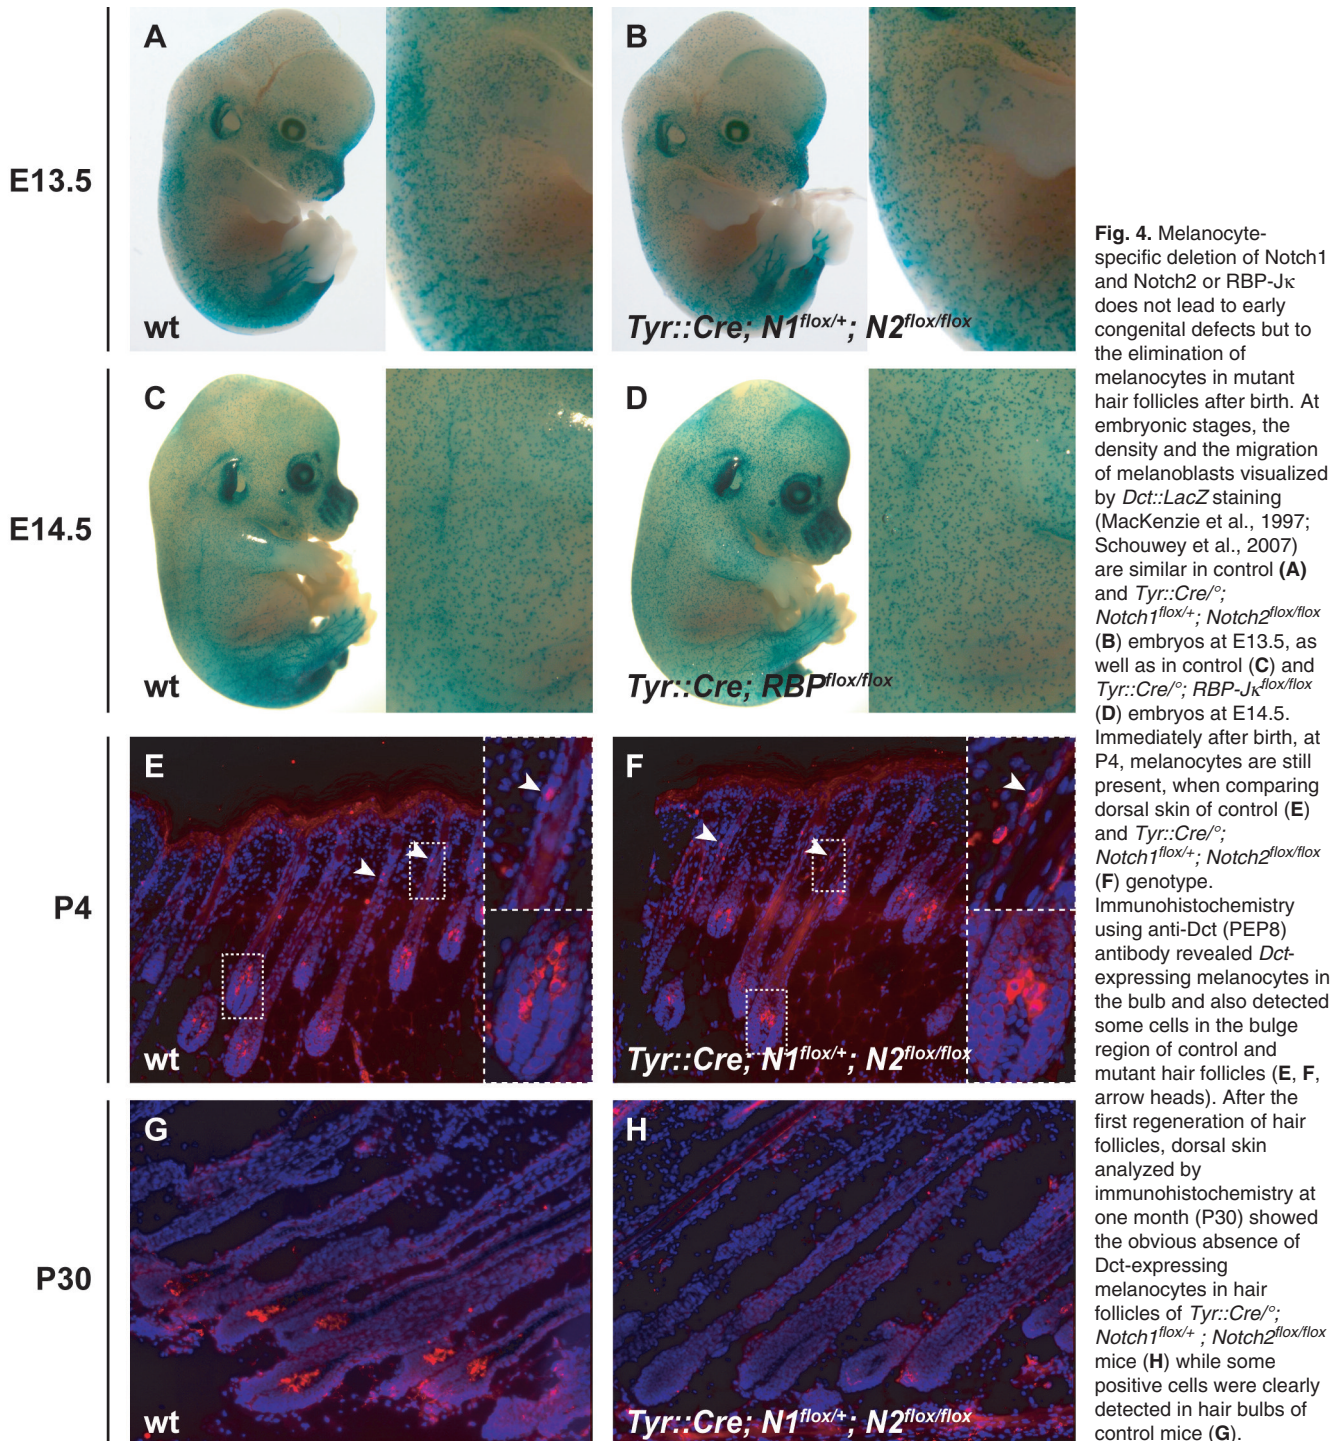 A
B
E13.5
wt
Tyr::Cre; N1flox/+; N2flox/flox
C
D
E14.5
wt
Tyr::Cre; RBPflox/flox
E
F
P4
wt
Tyr::Cre; N1flox/+; N2flox/flox
G
H
P30
wt
Tyr::Cre; N1flox/+; N2flox/flox
Fig. 4. Melanocyte-
specific deletion of Notch1
and Notch2 or RBP-Jκ
does not lead to early
congenital defects but to
the elimination of
melanocytes in mutant
hair follicles after birth. At
embryonic stages, the
density and the migration
of melanoblasts visualized
by Dct::LacZ staining
(MacKenzie et al., 1997;
Schouwey et al., 2007)
are similar in control (A)
and Tyr::Cre/°;
Notch1flox/+; Notch2flox/flox
(B) embryos at E13.5, as
well as in control (C) and
Tyr::Cre/°; RBP-Jκflox/flox
(D) embryos at E14.5.
Immediately after birth, at
P4, melanocytes are still
present, when comparing
dorsal skin of control (E)
and Tyr::Cre/°;
Notch1flox/+; Notch2flox/flox
(F) genotype.
Immunohistochemistry
using anti-Dct (PEP8)
antibody revealed Dct-
expressing melanocytes in
the bulb and also detected
some cells in the bulge
region of control and
mutant hair follicles (E, F,
arrow heads). After the
first regeneration of hair
follicles, dorsal skin
analyzed by
immunohistochemistry at
one month (P30) showed
the obvious absence of
Dct-expressing
melanocytes in hair
follicles of Tyr::Cre/°;
Notch1flox/+ ; Notch2flox/flox
mice (H) while some
positive cells were clearly
detected in hair bulbs of
control mice (G).